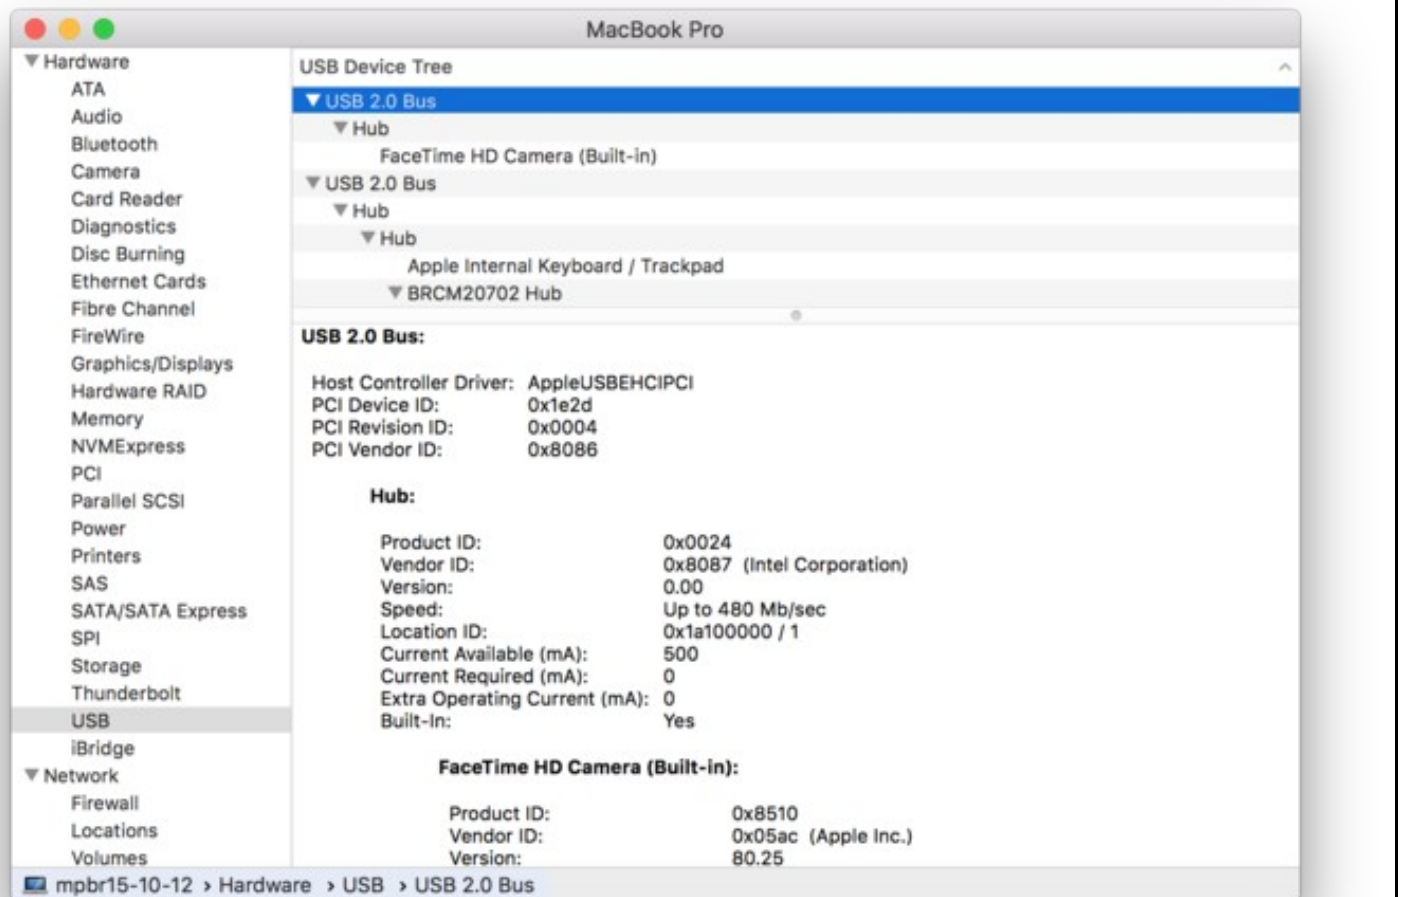 MacBook Pro
Hardware
ATA
Audio
Bluetooth
Camera
Card Reader
Diagnostics
Disc Burning
Ethernet Cards
Fibre Channel
FireWire
Graphics/Displays
Hardware RAID
Memory
NVMExpress
PCI
Parallel SCSI
Power
Printers
SAS
SATA/SATA Express
SPI
Storage
Thunderbolt
USB
iBridge
Network
Firewall
Locations
Volumes
USB Device Tree
USB 2.0 Bus
Hub
FaceTime HD Camera (Built-in)
USB 2.0 Bus
Hub
Hub
Apple Internal Keyboard / Trackpad
BRCM20702 Hub
USB 2.0 Bus:
Host Controller Driver: AppleUSBEHCIPCI
PCI Device ID: 0x1e2d
PCI Revision ID: 0x0004
PCI Vendor ID: 0x8086
Hub:
Product ID: 0x0024
Vendor ID: 0x8087 (Intel Corporation)
Version: 0.00
Speed: Up to 480 Mb/sec
Location ID: 0x1a100000 / 1
Current Available (mA): 500
Current Required (mA): 0
Extra Operating Current (mA): 0
Built-In: Yes
FaceTime HD Camera (Built-in):
Product ID: 0x8510
Vendor ID: 0x05ac (Apple Inc.)
Version: 80.25
mpbr15-10-12 › Hardware › USB › USB 2.0 Bus